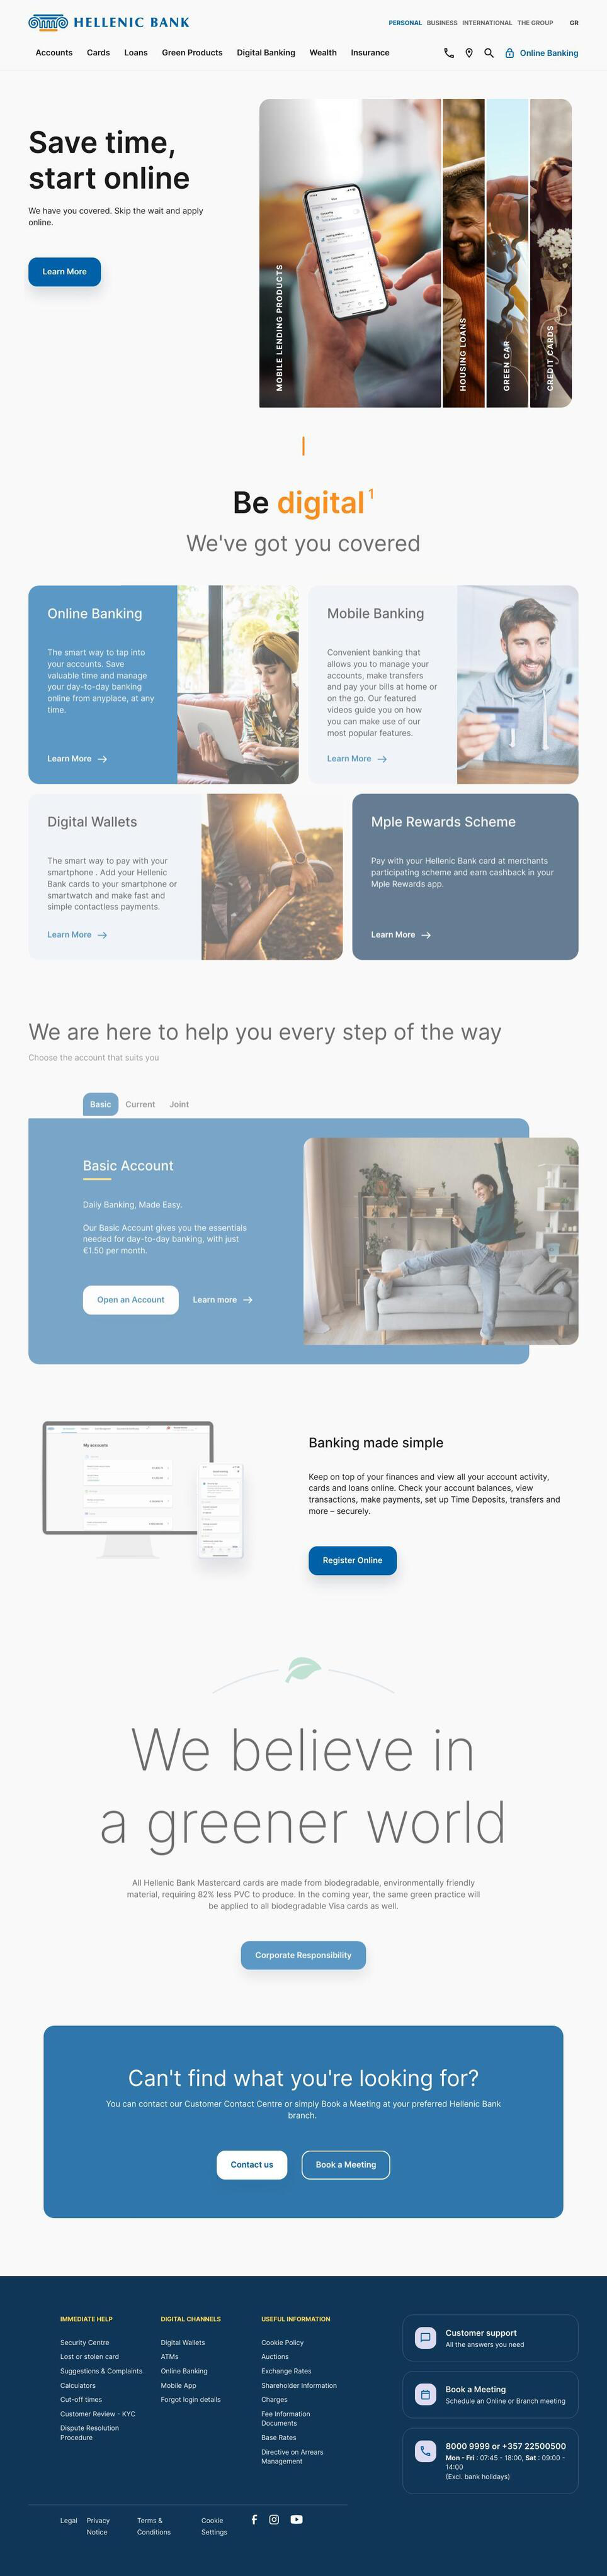 HELLENIC BANK
PERSONAL BUSINESS INTERNATIONAL THE GROUP GR
Accounts Cards Loans Green Products Digital Banking Wealth Insurance Online Banking
Save time,
start online
We have you covered. Skip the wait and apply
online.
Learn More
MOBILE LENDING PRODUCTS
HOUSING LOANS
GREEN CAR
CREDIT CARDS
Be digital 1
We've got you covered
Online Banking
The smart way to tap into
your accounts. Save
valuable time and manage
your day-to-day banking
online from anyplace, at any
time.
Learn More
Mobile Banking
Convenient banking that
allows you to manage your
accounts, make transfers
and pay your bills at home or
on the go. Our featured
videos guide you on how
you can make use of our
most popular features.
Learn More
Digital Wallets
The smart way to pay with your
smartphone . Add your Hellenic
Bank cards to your smartphone or
smartwatch and make fast and
simple contactless payments.
Learn More
Mple Rewards Scheme
Pay with your Hellenic Bank card at merchants
participating scheme and earn cashback in your
Mple Rewards app.
Learn More
We are here to help you every step of the way
Choose the account that suits you
Basic Current Joint
Basic Account
Daily Banking, Made Easy.
Our Basic Account gives you the essentials
needed for day-to-day banking, with just
€1.50 per month.
Open an Account Learn more
My accounts
Banking made simple
Keep on top of your finances and view all your account activity,
cards and loans online. Check your account balances, view
transactions, make payments, set up Time Deposits, transfers and
more – securely.
Register Online
We believe in
a greener world
All Hellenic Bank Mastercard cards are made from biodegradable, environmentally friendly
material, requiring 82% less PVC to produce. In the coming year, the same green practice will
be applied to all biodegradable Visa cards as well.
Corporate Responsibility
Can't find what you're looking for?
You can contact our Customer Contact Centre or simply Book a Meeting at your preferred Hellenic Bank
branch.
Contact us Book a Meeting
IMMEDIATE HELP
Security Centre
Lost or stolen card
Suggestions & Complaints
Calculators
Cut-off times
Customer Review - KYC
Dispute Resolution
Procedure
DIGITAL CHANNELS
Digital Wallets
ATMs
Online Banking
Mobile App
Forgot login details
USEFUL INFORMATION
Cookie Policy
Auctions
Exchange Rates
Shareholder Information
Charges
Fee Information
Documents
Base Rates
Directive on Arrears
Management
Customer support
All the answers you need
Book a Meeting
Schedule an Online or Branch meeting
8000 9999 or +357 22500500
Mon - Fri : 07:45 - 18:00, Sat : 09:00 -
14:00
(Excl. bank holidays)
Legal
Privacy
Notice
Terms &
Conditions
Cookie
Settings